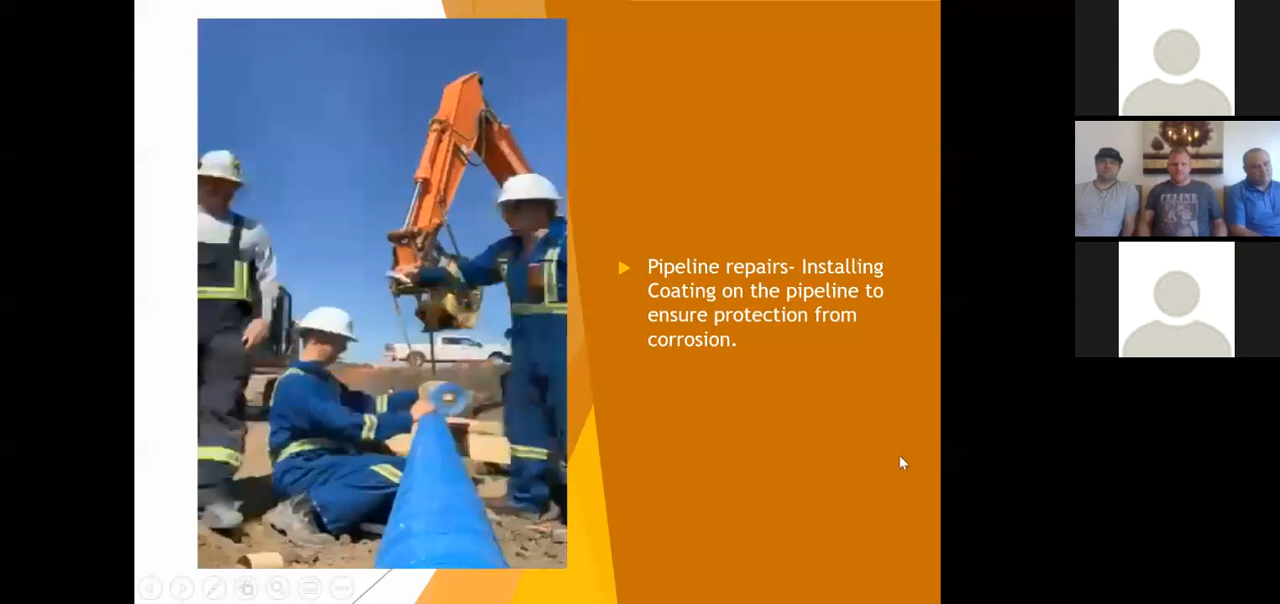 Pipeline repairs- Installing
Coating on the pipeline to
ensure protection from
corrosion.